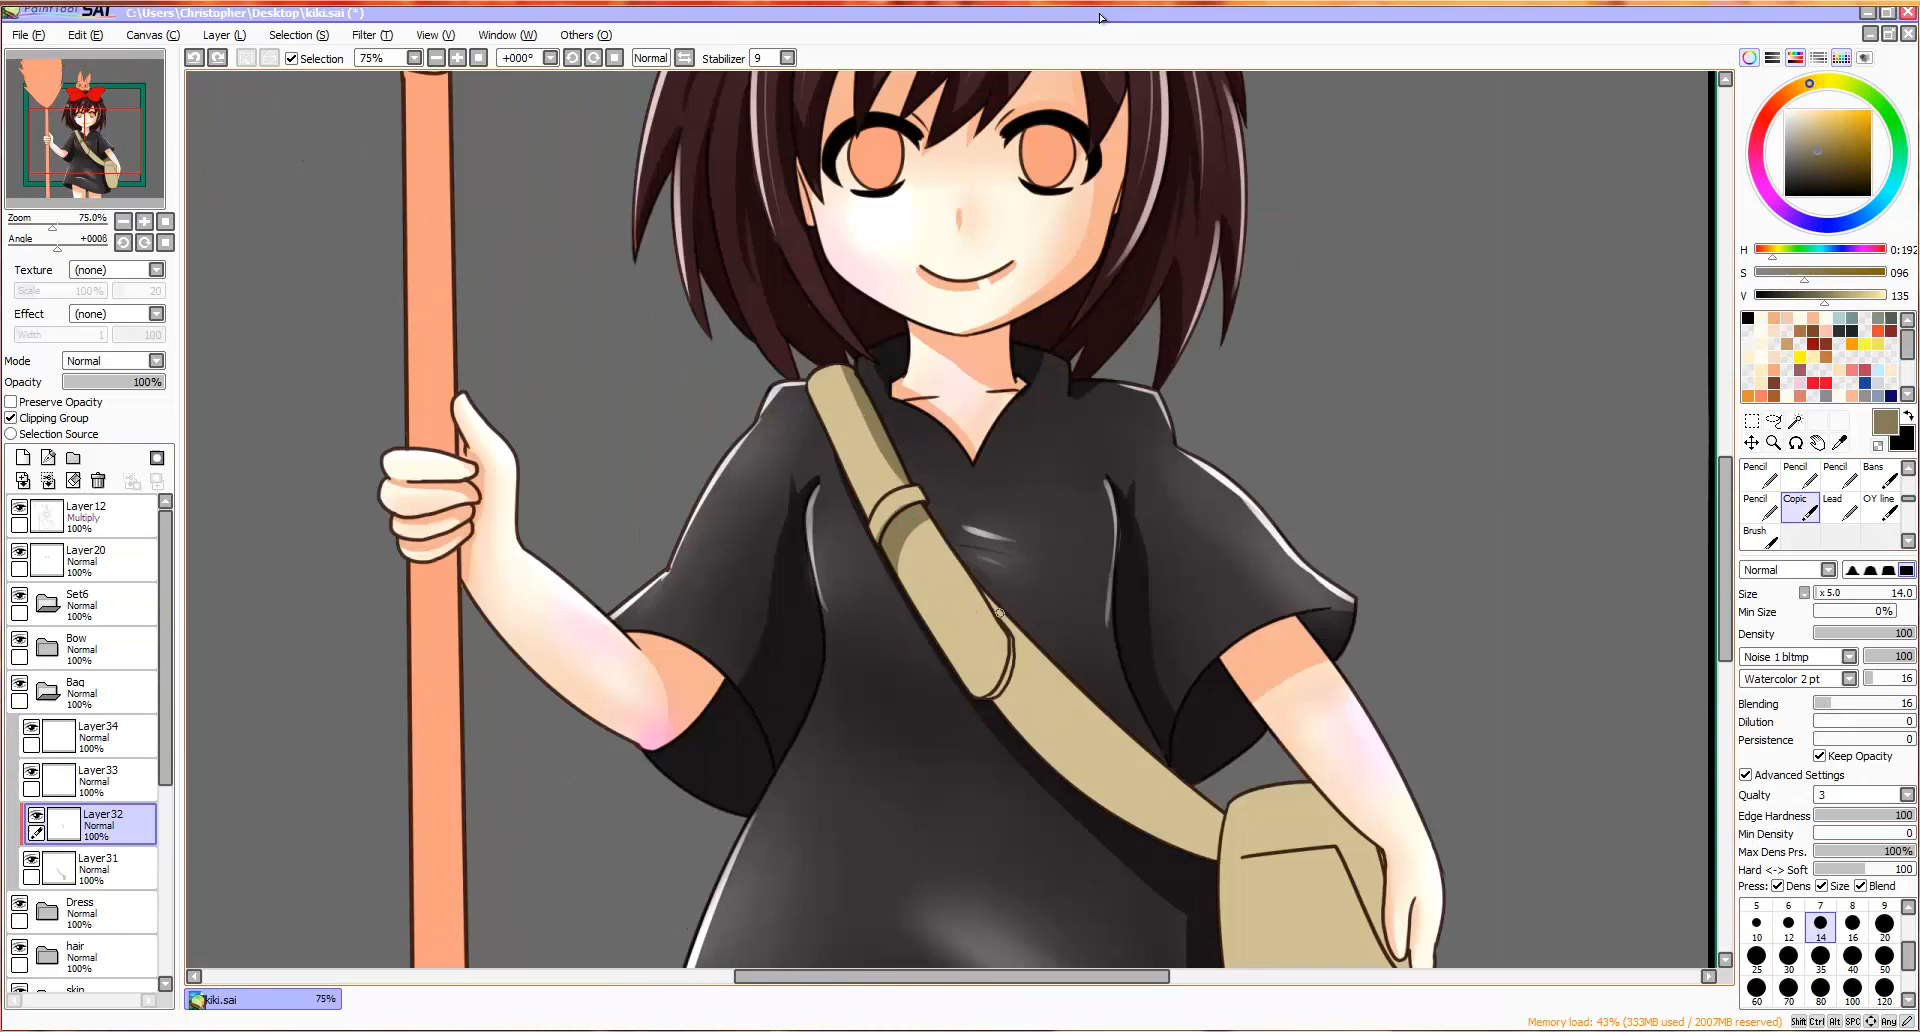 PaintTool SAI C:\Users\Christopher\Desktop\kiki.sai (*)
File (F) Edit (E) Canvas (C) Layer (L) Selection (S) Filter (T) View (V) Window (W) Others (O)
Selection 75% +000° Normal Stabilizer 9
Zoom 75.0%
Angle +000ß
Texture (none)
Scale 100% 20
Effect (none)
Width 1 100
Mode Normal
Opacity 100%
Preserve Opacity
Clipping Group
Selection Source
Layer12
Multiply
100%
Layer20
Normal
100%
Set6
Normal
100%
Bow
Normal
100%
Bag
Normal
100%
Layer34
Normal
100%
Layer33
Normal
100%
Layer32
Normal
100%
Layer31
Normal
100%
Dress
Normal
100%
hair
Normal
100%
skin
kiki.sai 75%
H 0:192
S 096
V 135
Pencil Pencil Pencil Bans
Pencil Copic Lead OY line
Brush
Normal
Size x 5.0 14.0
Min Size 0%
Density 100
Noise 1 bltmp 100
Watercolor 2 pt 16
Blending 16
Dilution 0
Persistence 0
Keep Opacity
Advanced Settings
Qualty 3
Edge Hardness 100
Min Density 0
Max Dens Prs. 100%
Hard <-> Soft 100
Press: Dens Size Blend
5 6 7 8 9
10 12 14 16 20
25 30 35 40 50
60 70 80 100 120
Memory load: 43% (333MB used / 2007MB reserved) Shift Ctrl Alt SPC Any